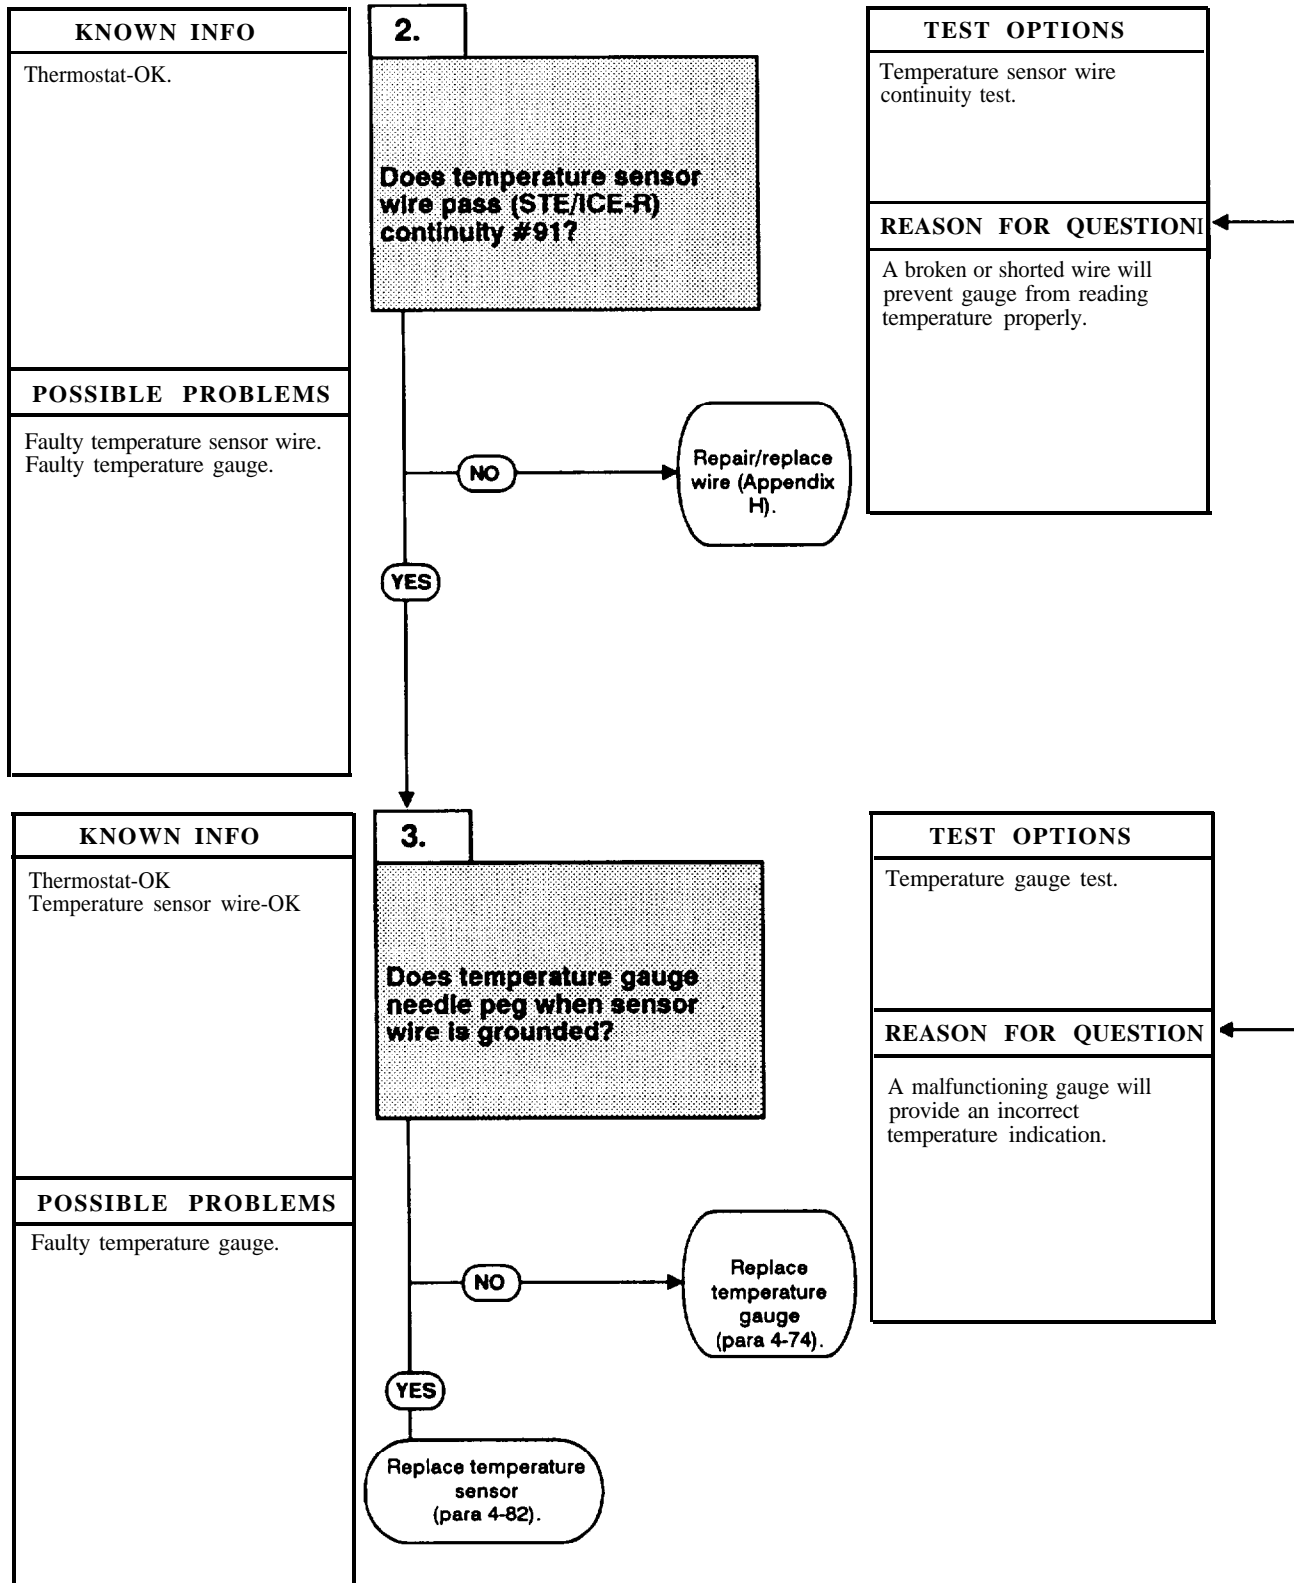 KNOWN INFO
Thermostat-OK.
POSSIBLE PROBLEMS
Faulty temperature sensor wire.
Faulty temperature gauge.
2.
Does temperature sensor
wire pass (STE/ICE-R)
continuity #91?
NO
Repair/replace
wire (Appendix
H).
YES
TEST OPTIONS
Temperature sensor wire
continuity test.
REASON FOR QUESTION
A broken or shorted wire will
prevent gauge from reading
temperature properly.
KNOWN INFO
Thermostat-OK
Temperature sensor wire-OK
POSSIBLE PROBLEMS
Faulty temperature gauge.
3.
Does temperature gauge
needle peg when sensor
wire is grounded?
NO
Replace
temperature
gauge
(para 4-74).
YES
Replace temperature
sensor
(para 4-82).
TEST OPTIONS
Temperature gauge test.
REASON FOR QUESTION
A malfunctioning gauge will
provide an incorrect
temperature indication.